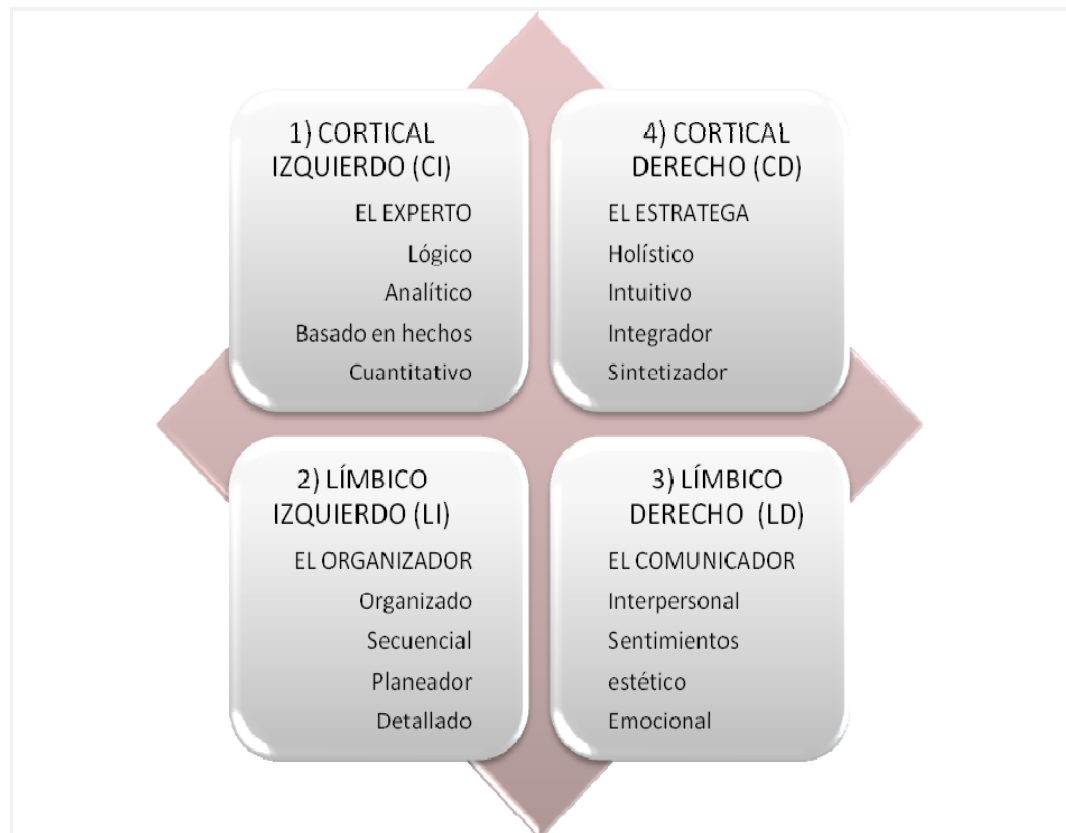 1) CORTICAL
IZQUIERDO (CI)
EL EXPERTO
Lógico
Analítico
Basado en hechos
Cuantitativo
4) CORTICAL
DERECHO (CD)
EL ESTRATEGA
Holístico
Intuitivo
Integrador
Sintetizador
2) LÍMBICO
IZQUIERDO (LI)
EL ORGANIZADOR
Organizado
Secuencial
Planeador
Detallado
3) LÍMBICO
DERECHO (LD)
EL COMUNICADOR
Interpersonal
Sentimientos
estético
Emocional